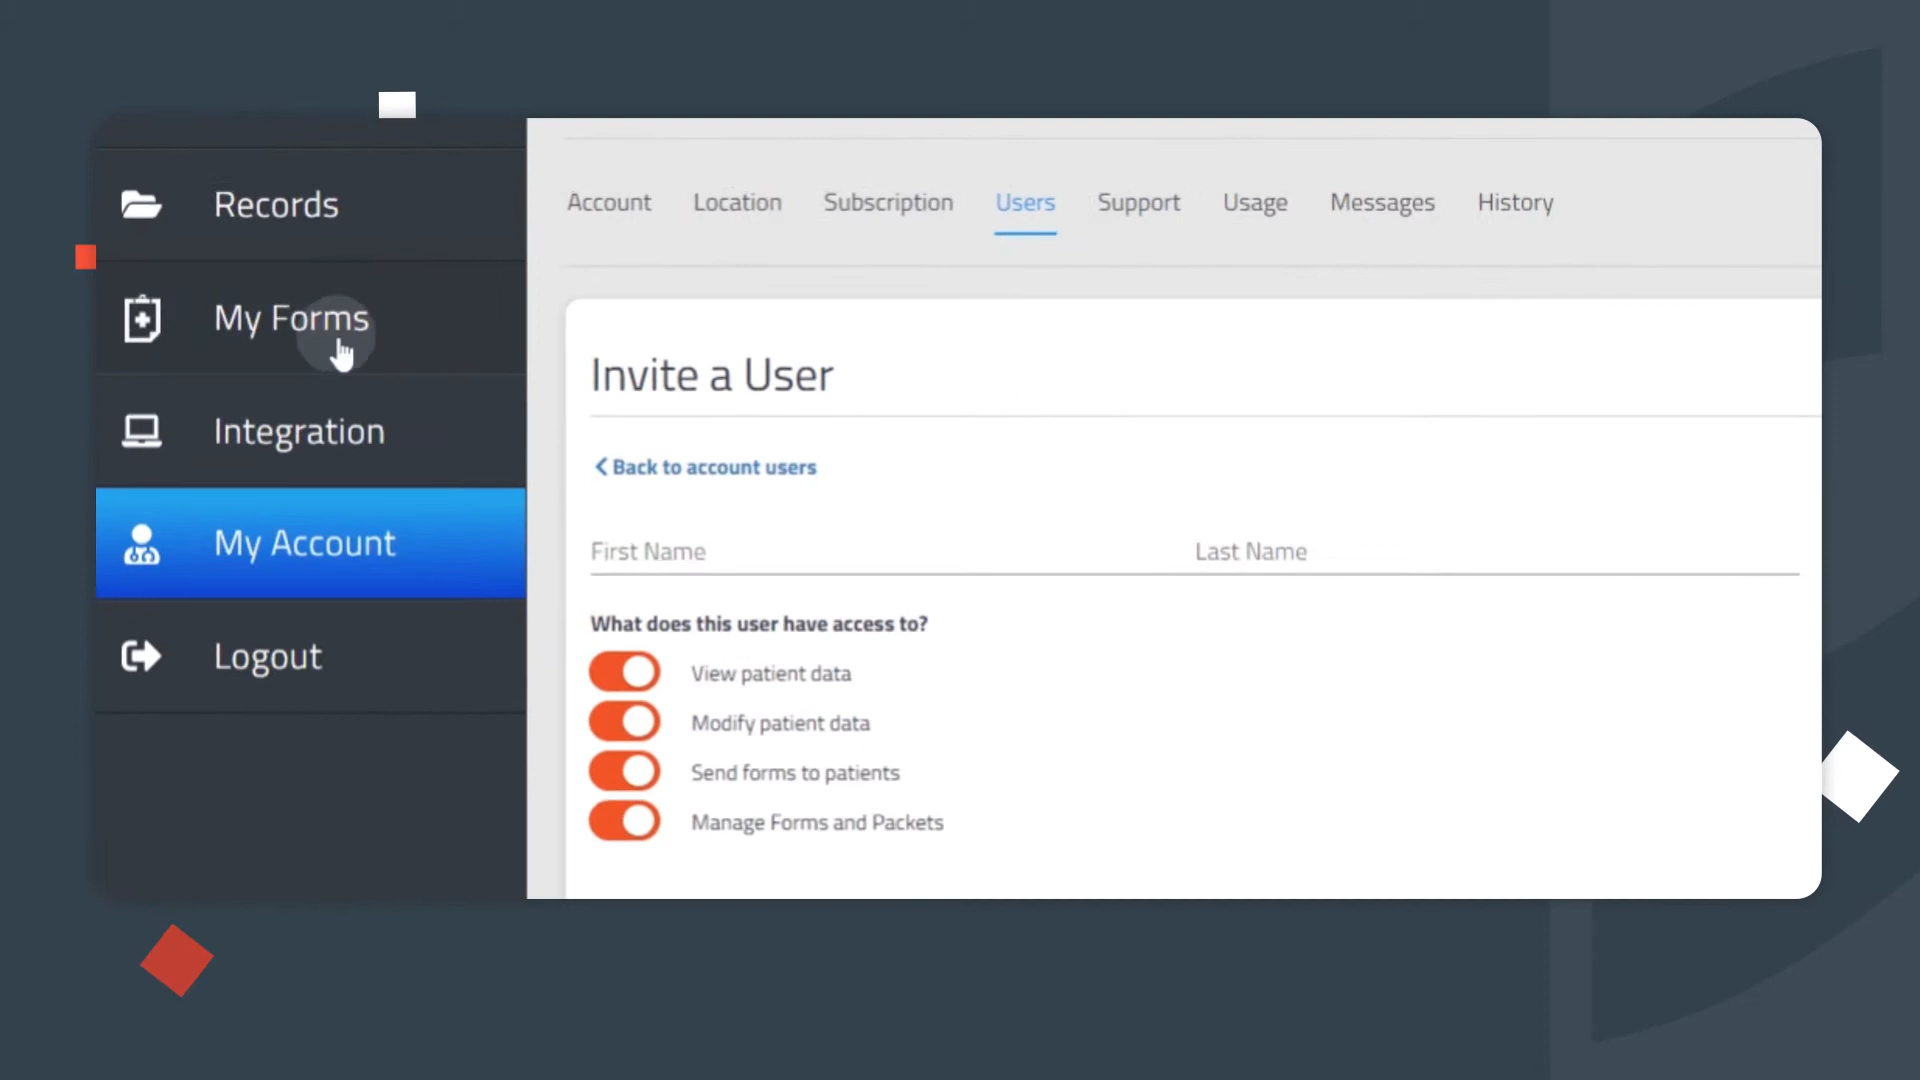 Records
My Forms
Integration
My Account
Logout
Account Location Subscription Users Support Usage Messages History
Invite a User
Back to account users
First Name Last Name
What does this user have access to?
View patient data
Modify patient data
Send forms to patients
Manage Forms and Packets